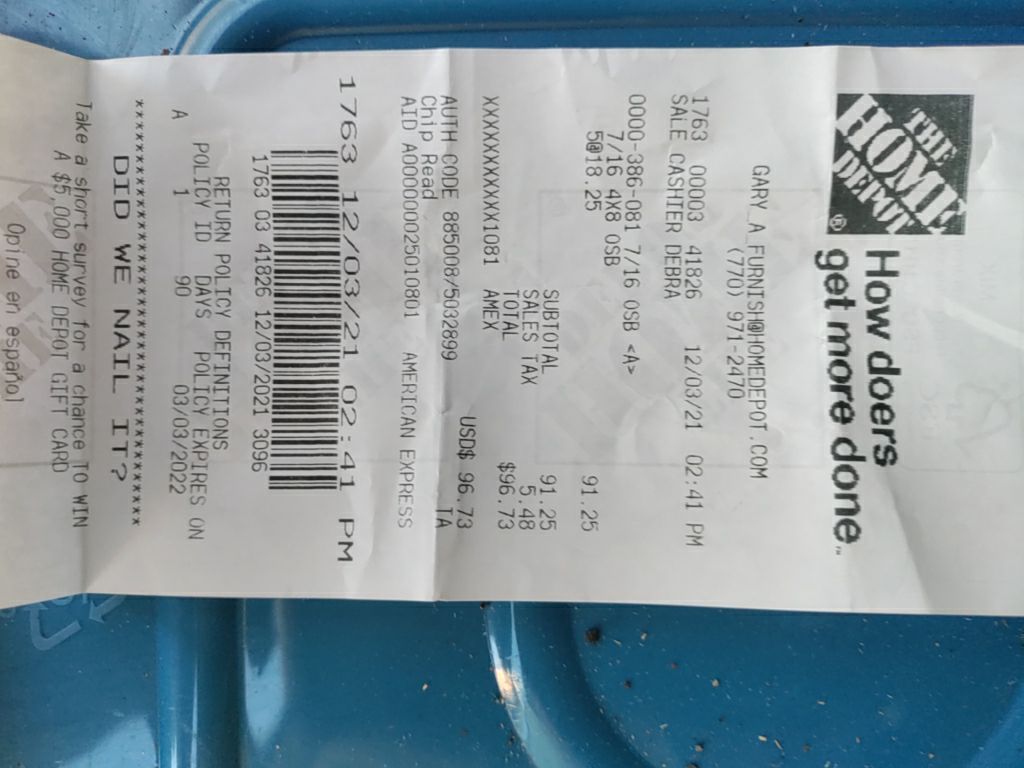 THE
HOME
DEPOT
®
How doers
get more done.™
GARY_A_FURNISH@HOMEDEPOT.COM
(770) 971-2470
1763 00003 41826 12/03/21 02:41 PM
SALE CASHIER DEBRA
0000-386-081 7/16 OSB <A>
7/16 4X8 OSB
5@18.25 91.25
SUBTOTAL 91.25
SALES TAX 5.48
TOTAL $96.73
XXXXXXXXXXX1081 AMEX
USD$ 96.73
AUTH CODE 885008/5032899 TA
Chip Read
AID A000000025010801 AMERICAN EXPRESS
1763 12/03/21 02:41 PM
1763 03 41826 12/03/2021 3096
RETURN POLICY DEFINITIONS
POLICY ID DAYS POLICY EXPIRES ON
A 1 90 03/03/2022
DID WE NAIL IT?
Take a short survey for a chance TO WIN
A $5,000 HOME DEPOT GIFT CARD
Opine en español